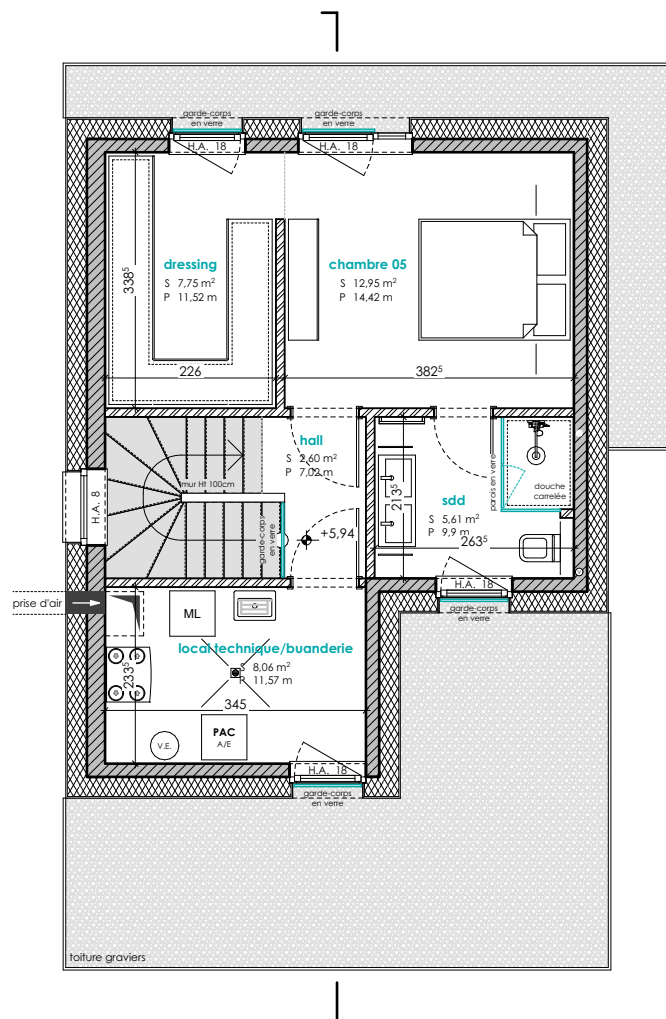 garde-corps
en verre
garde-corps
en verre
H.A. 18
H.A. 18
dressing
S 7,75 m²
P 11,52 m
chambre 05
S 12,95 m²
P 14,42 m
338⁵
226
382⁵
hall
S 2,60 m²
P 7,02 m
mur Ht 100cm
H.A. 8
garde-corps
en verre
+5,94
213⁵
sdd
S 5,61 m²
P 9,9 m
263⁵
parois en verre
douche
carrelée
H.A. 18
garde-corps
en verre
prise d'air
ML
local technique/buanderie
S 8,06 m²
P 11,57 m
233⁵
345
V.E.
PAC
A/E
H.A. 18
garde-corps
en verre
toiture graviers